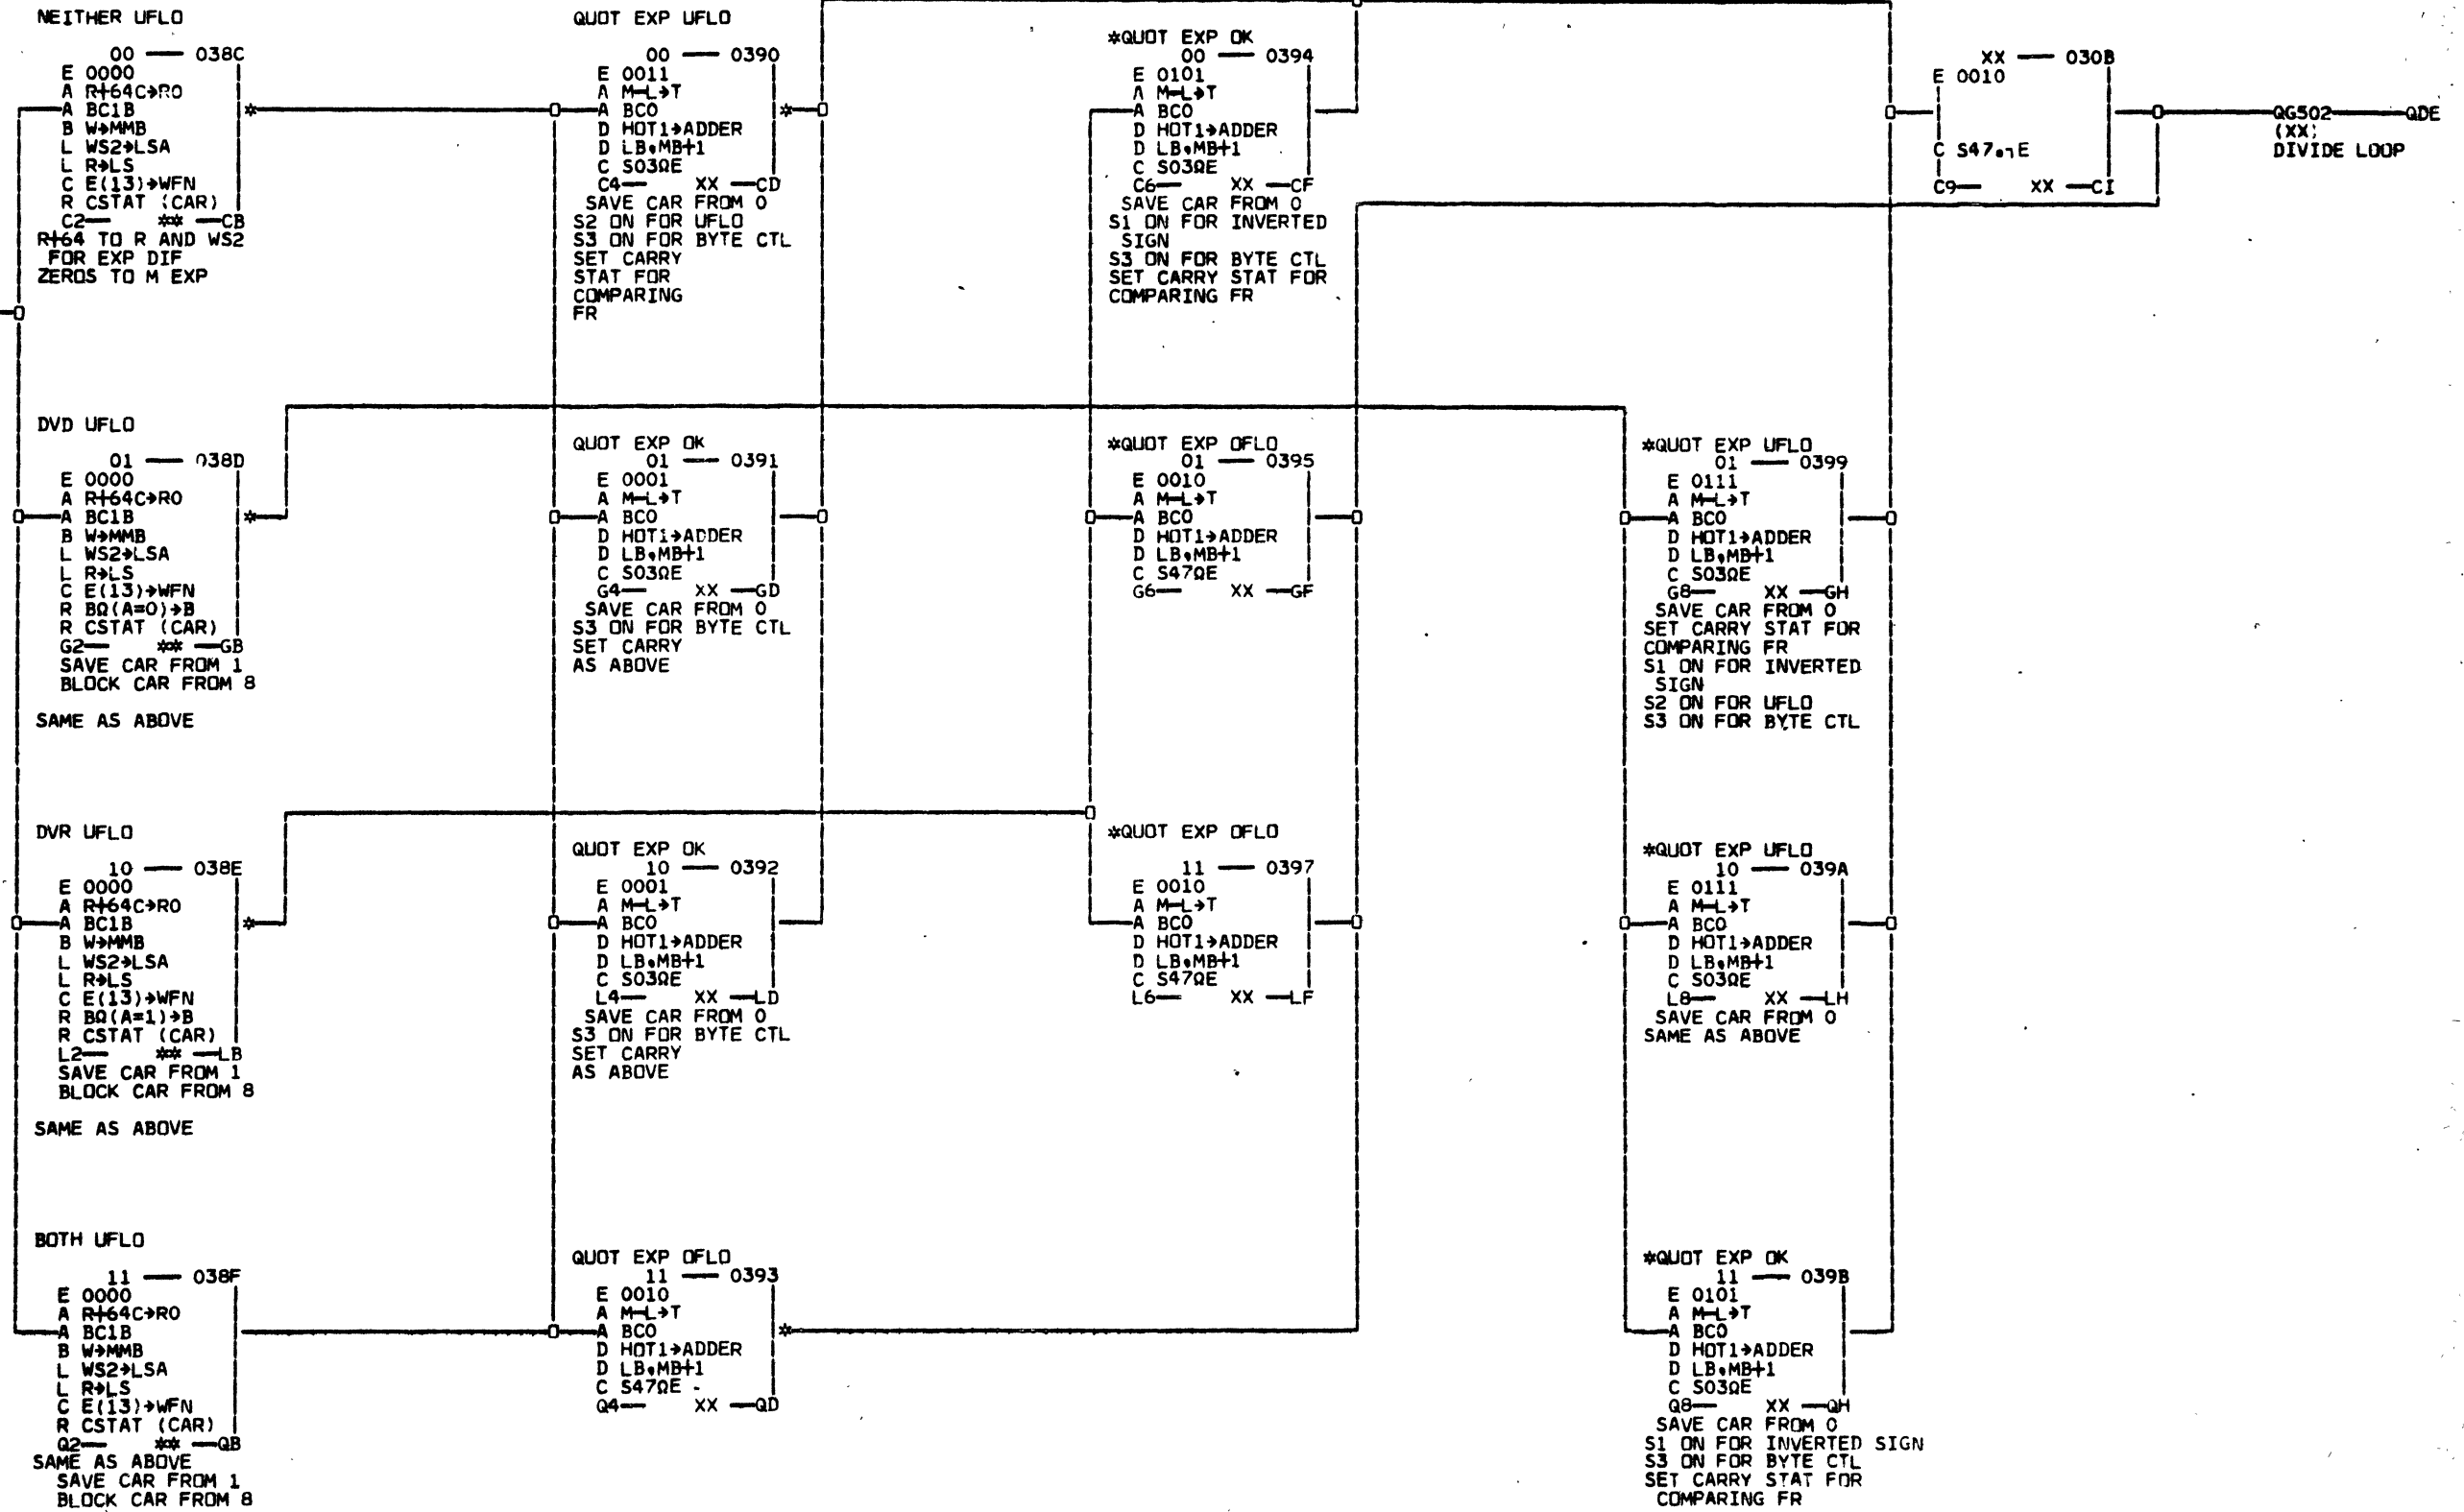 NEITHER UFLO
00 — 038C
E 0000
A R+64C→RO
A BC1B
B W→MMB
L WS2→LSA
L R→LS
C E(13)→WFN
R CSTAT (CAR)
C2— ** —CB
R+64 TO R AND WS2
FOR EXP DIF
ZEROS TO M EXP
DVD UFLO
01 — 038D
E 0000
A R+64C→RO
A BC1B
B W→MMB
L WS2→LSA
L R→LS
C E(13)→WFN
R BΩ(A=0)→B
R CSTAT (CAR)
G2— ** —GB
SAVE CAR FROM 1
BLOCK CAR FROM 8
SAME AS ABOVE
DVR UFLO
10 — 038E
E 0000
A R+64C→RO
A BC1B
B W→MMB
L WS2→LSA
L R→LS
C E(13)→WFN
R BΩ(A=1)→B
R CSTAT (CAR)
L2— ** —LB
SAVE CAR FROM 1
BLOCK CAR FROM 8
SAME AS ABOVE
BOTH UFLO
11 — 038F
E 0000
A R+64C→RO
A BC1B
B W→MMB
L WS2→LSA
L R→LS
C E(13)→WFN
R CSTAT (CAR)
Q2— ** —QB
SAME AS ABOVE
SAVE CAR FROM 1
BLOCK CAR FROM 8
QUOT EXP UFLO
00 — 0390
E 0011
A M-L→T
A BCO
D HOT1→ADDER
D LB,MB+1
C S03ΩE
C4— XX —CD
SAVE CAR FROM 0
S2 ON FOR UFLO
S3 ON FOR BYTE CTL
SET CARRY
STAT FOR
COMPARING
FR
QUOT EXP OK
01 — 0391
E 0001
A M-L→T
A BCO
D HOT1→ADDER
D LB,MB+1
C S03ΩE
G4— XX —GD
SAVE CAR FROM 0
S3 ON FOR BYTE CTL
SET CARRY
AS ABOVE
QUOT EXP OK
10 — 0392
E 0001
A M-L→T
A BCO
D HOT1→ADDER
D LB,MB+1
C S03ΩE
L4— XX —LD
SAVE CAR FROM 0
S3 ON FOR BYTE CTL
SET CARRY
AS ABOVE
QUOT EXP OFLO
11 — 0393
E 0010
A M-L→T
A BCO
D HOT1→ADDER
D LB,MB+1
C S47ΩE
Q4— XX —QD
*QUOT EXP OK
00 — 0394
E 0101
A M-L→T
A BCO
D HOT1→ADDER
D LB,MB+1
C S03ΩE
C6— XX —CF
SAVE CAR FROM 0
S1 ON FOR INVERTED
SIGN
S3 ON FOR BYTE CTL
SET CARRY STAT FOR
COMPARING FR
*QUOT EXP OFLO
01 — 0395
E 0010
A M-L→T
A BCO
D HOT1→ADDER
D LB,MB+1
C S47ΩE
G6— XX —GF
*QUOT EXP OFLO
11 — 0397
E 0010
A M-L→T
A BCO
D HOT1→ADDER
D LB,MB+1
C S47ΩE
L6— XX —LF
*QUOT EXP UFLO
01 — 0399
E 0111
A M-L→T
A BCO
D HOT1→ADDER
D LB,MB+1
C S03ΩE
G8— XX —GH
SAVE CAR FROM 0
SET CARRY STAT FOR
COMPARING FR
S1 ON FOR INVERTED
SIGN
S2 ON FOR UFLO
S3 ON FOR BYTE CTL
*QUOT EXP UFLO
10 — 039A
E 0111
A M-L→T
A BCO
D HOT1→ADDER
D LB,MB+1
C S03ΩE
L8— XX —LH
SAVE CAR FROM 0
SAME AS ABOVE
*QUOT EXP OK
11 — 039B
E 0101
A M-L→T
A BCO
D HOT1→ADDER
D LB,MB+1
C S03ΩE
Q8— XX —QH
SAVE CAR FROM 0
S1 ON FOR INVERTED SIGN
S3 ON FOR BYTE CTL
SET CARRY STAT FOR
COMPARING FR
XX — 030B
E 0010
C
C9— XX —CI
QG502 — QDE
(XX)
DIVIDE LOOP